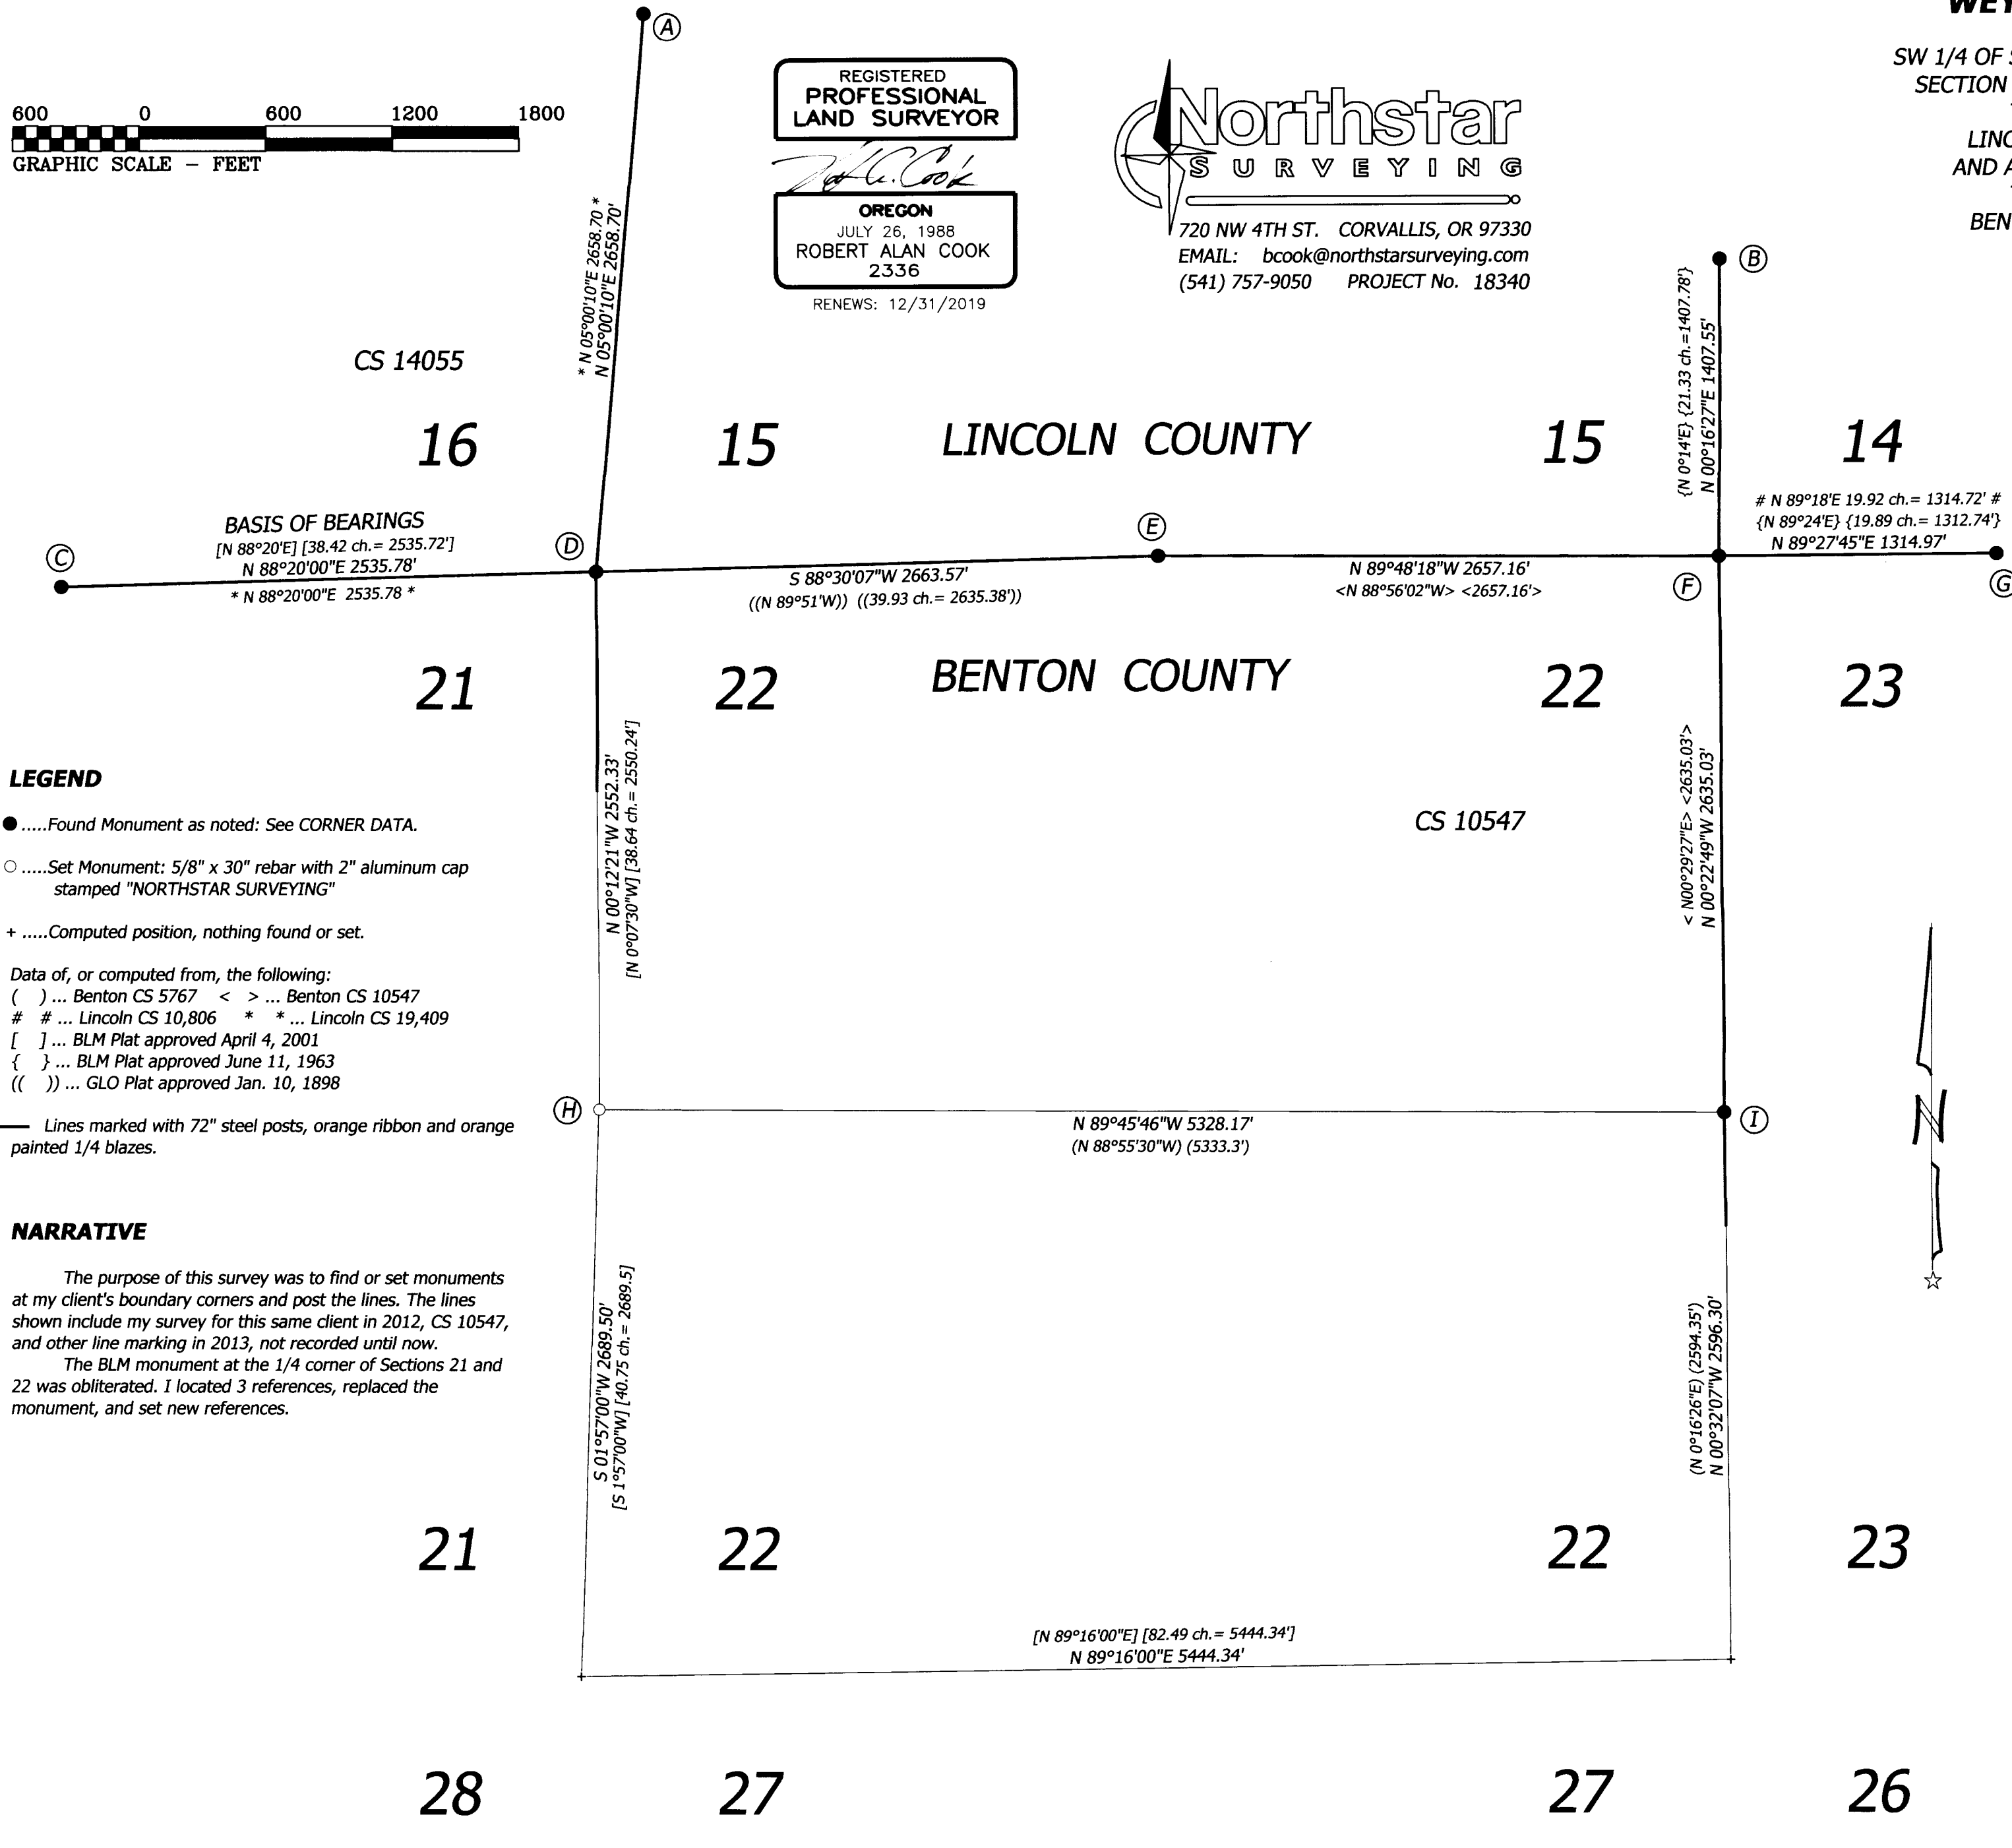 WEY
SW 1/4 OF S
SECTION
LINC
AND A
BEN
600 0 600 1200 1800
GRAPHIC SCALE – FEET
REGISTERED
PROFESSIONAL
LAND SURVEYOR
OREGON
JULY 26, 1988
ROBERT ALAN COOK
2336
RENEWS: 12/31/2019
Northstar
SURVEYING
720 NW 4TH ST. CORVALLIS, OR 97330
EMAIL: bcook@northstarsurveying.com
(541) 757-9050 PROJECT No. 18340
A
B
* N 05°00'10"E 2658.70 *
N 05°00'10"E 2658.70'
{N 0°14'E} {21.33 ch.=1407.78'}
N 00°16'27"E 1407.55'
CS 14055
16 15 LINCOLN COUNTY 15 14
BASIS OF BEARINGS
[N 88°20'E] [38.42 ch.= 2535.72']
N 88°20'00"E 2535.78'
* N 88°20'00"E 2535.78 *
C
D
E
F
G
S 88°30'07"W 2663.57'
((N 89°51'W)) ((39.93 ch.= 2635.38'))
N 89°48'18"W 2657.16'
<N 88°56'02"W> <2657.16'>
# N 89°18'E 19.92 ch.= 1314.72' #
{N 89°24'E} {19.89 ch.= 1312.74'}
N 89°27'45"E 1314.97'
21 22 BENTON COUNTY 22 23
N 00°12'21"W 2552.33'
[N 0°07'30"W] [38.64 ch.= 2550.24']
< N00°29'27"E> <2635.03'>
N 00°22'49"W 2635.03'
CS 10547
LEGEND
.....Found Monument as noted: See CORNER DATA.
.....Set Monument: 5/8" x 30" rebar with 2" aluminum cap
stamped "NORTHSTAR SURVEYING"
+ .....Computed position, nothing found or set.
Data of, or computed from, the following:
( ) ... Benton CS 5767 < > ... Benton CS 10547
# # ... Lincoln CS 10,806 * * ... Lincoln CS 19,409
[ ] ... BLM Plat approved April 4, 2001
{ } ... BLM Plat approved June 11, 1963
(( )) ... GLO Plat approved Jan. 10, 1898
Lines marked with 72" steel posts, orange ribbon and orange
painted 1/4 blazes.
H
I
N 89°45'46"W 5328.17'
(N 88°55'30"W) (5333.3')
N
NARRATIVE
The purpose of this survey was to find or set monuments
at my client's boundary corners and post the lines. The lines
shown include my survey for this same client in 2012, CS 10547,
and other line marking in 2013, not recorded until now.
The BLM monument at the 1/4 corner of Sections 21 and
22 was obliterated. I located 3 references, replaced the
monument, and set new references.
S 01°57'00"W 2689.50'
[S 1°57'00"W] [40.75 ch.= 2689.5]
(N 0°16'26"E) (2594.35')
N 00°32'07"W 2596.30'
21 22 22 23
[N 89°16'00"E] [82.49 ch.= 5444.34']
N 89°16'00"E 5444.34'
28 27 27 26